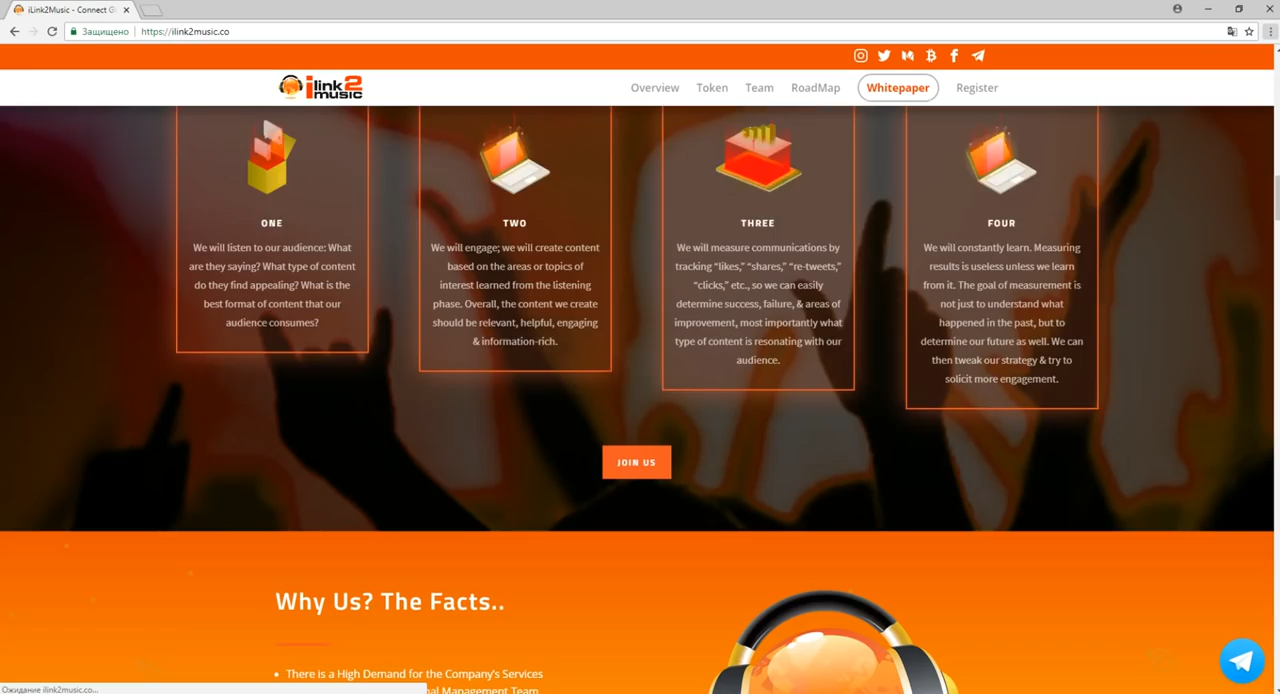 iLink2Music - Connect Gl
Защищено
https://ilink2music.co
ilink2
music
Overview
Token
Team
RoadMap
Whitepaper
Register
ONE
We will listen to our audience: What
are they saying? What type of content
do they find appealing? What is the
best format of content that our
audience consumes?
TWO
We will engage; we will create content
based on the areas or topics of
interest learned from the listening
phase. Overall, the content we create
should be relevant, helpful, engaging
& information-rich.
THREE
We will measure communications by
tracking “likes,” “shares,” “re-tweets,”
“clicks,” etc., so we can easily
determine success, failure, & areas of
improvement, most importantly what
type of content is resonating with our
audience.
FOUR
We will constantly learn. Measuring
results is useless unless we learn
from it. The goal of measurement is
not just to understand what
happened in the past, but to
determine our future as well. We can
then tweak our strategy & try to
solicit more engagement.
JOIN US
Why Us? The Facts..
• There is a High Demand for the Company's Services
Management Team
Ожидание ilink2music.co...